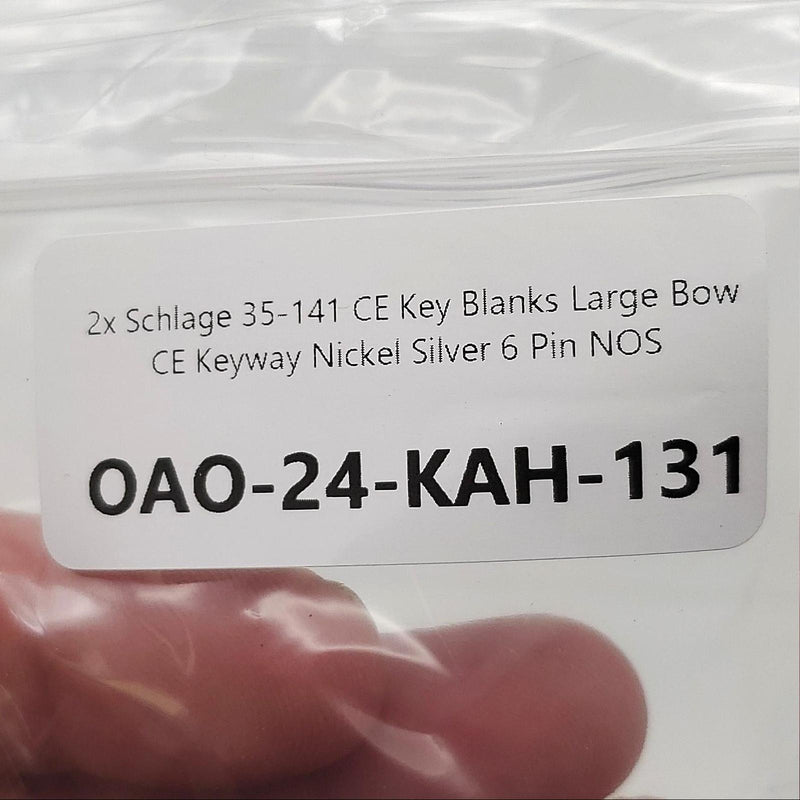 2x Schlage 35-141 CE Key Blanks Large Bow
CE Keyway Nickel Silver 6 Pin NOS
OAO-24-KAH-131